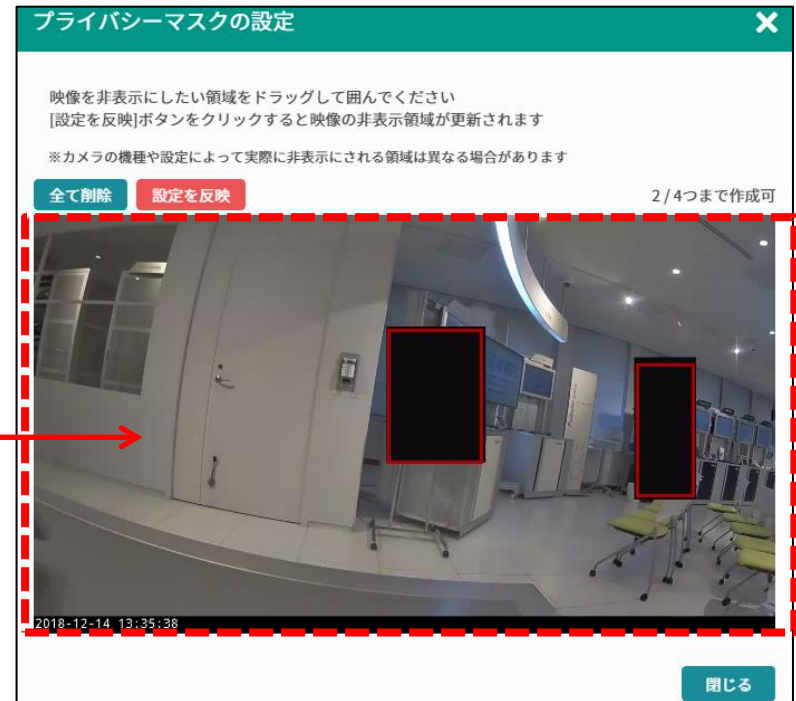 プライバシーマスクの設定
映像を非表示にしたい領域をドラッグして囲んでください
[設定を反映]ボタンをクリックすると映像の非表示領域が更新されます
※カメラの機種や設定によって実際に非表示にされる領域は異なる場合があります
全て削除 設定を反映 2/4つまで作成可
2018-12-14 13:35:38
閉じる